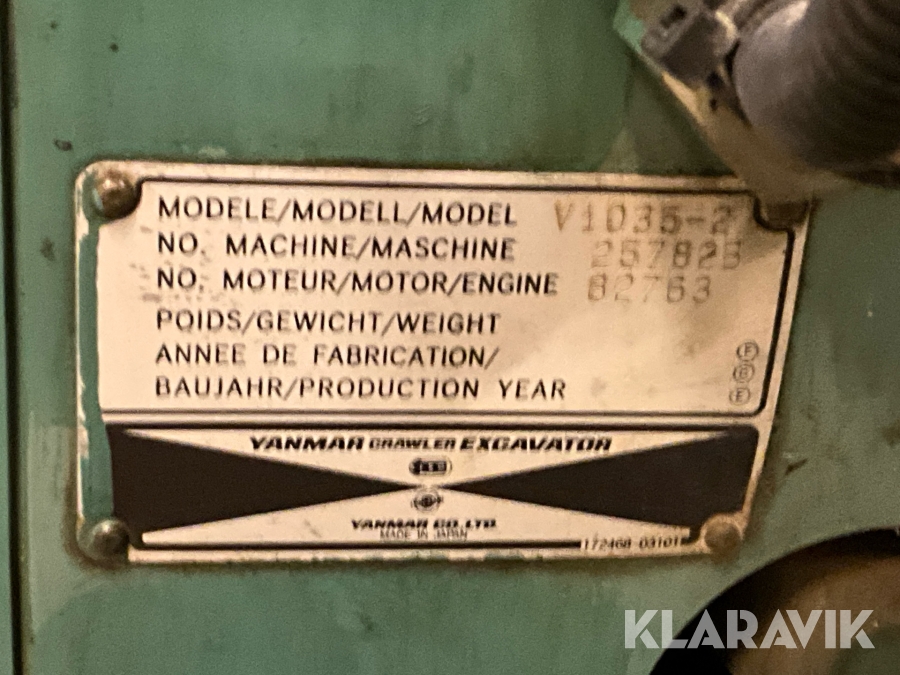 MODELE/MODELL/MODEL V1035-2
NO. MACHINE/MASCHINE 25782B
NO. MOTEUR/MOTOR/ENGINE 82763
POIDS/GEWICHT/WEIGHT
ANNEE DE FABRICATION/
BAUJAHR/PRODUCTION YEAR
F
G
E
YANMAR CRAWLER EXCAVATOR
YANMAR CO., LTD.
MADE IN JAPAN
172468-03101
KLARAVIK